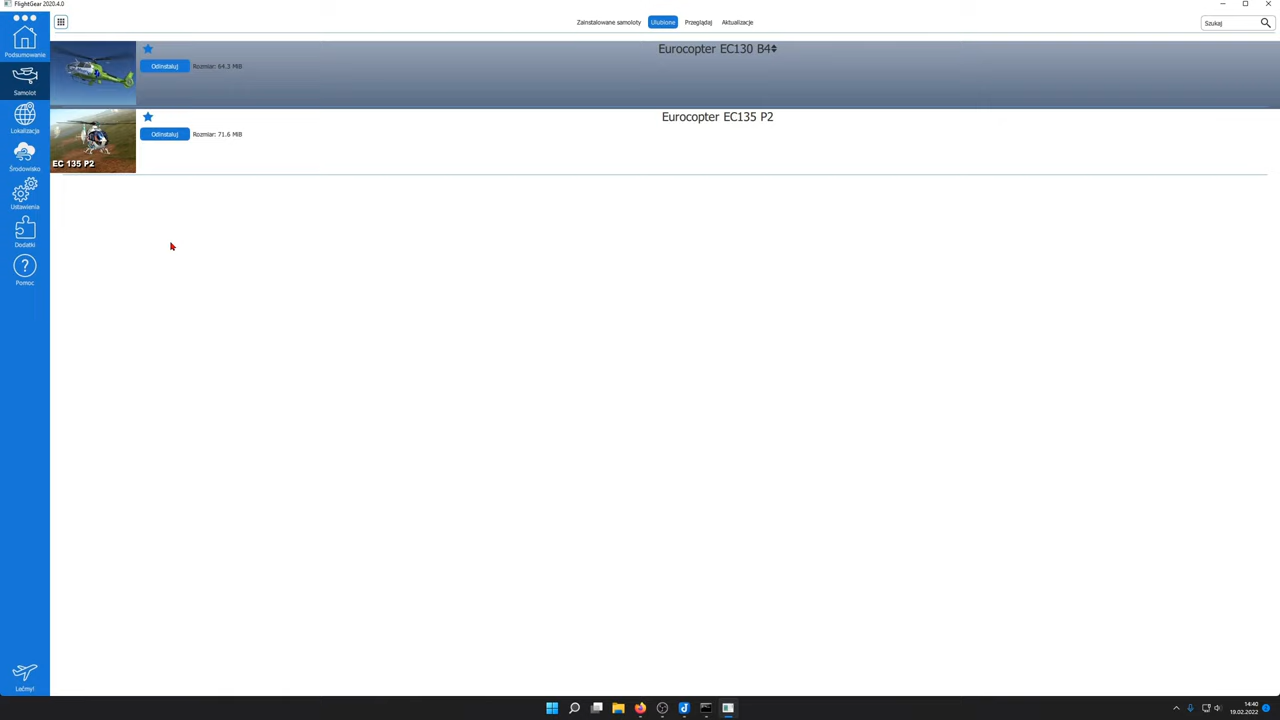 FlightGear 2020.4.0
Zainstalowane samoloty
Ulubione
Przeglądaj
Aktualizacje
Szukaj
Podsumowanie
Samolot
Lokalizacja
Środowisko
Ustawienia
Dodatki
Pomoc
Lećmy!
Eurocopter EC130 B4
Odinstaluj
Rozmiar: 64.3 MiB
Eurocopter EC135 P2
Odinstaluj
Rozmiar: 71.6 MiB
EC 135 P2
14:40
19.02.2022